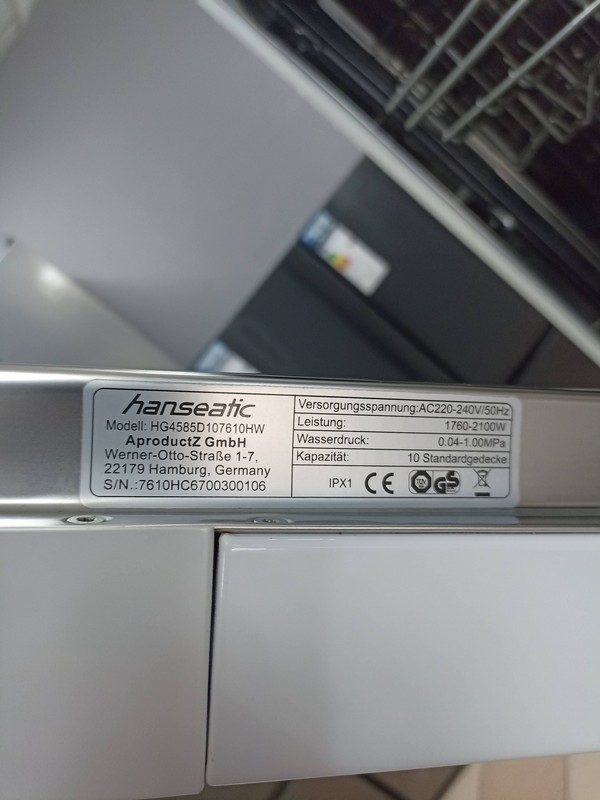 hanseatic
Modell: HG4585D107610HW
AproductZ GmbH
Werner-Otto-Straße 1-7,
22179 Hamburg, Germany
S/N.:7610HC6700300106
Versorgungsspannung:AC220-240V/50Hz
Leistung: 1760-2100W
Wasserdruck: 0.04-1.00MPa
Kapazität: 10 Standardgedecke
IPX1 CE GS